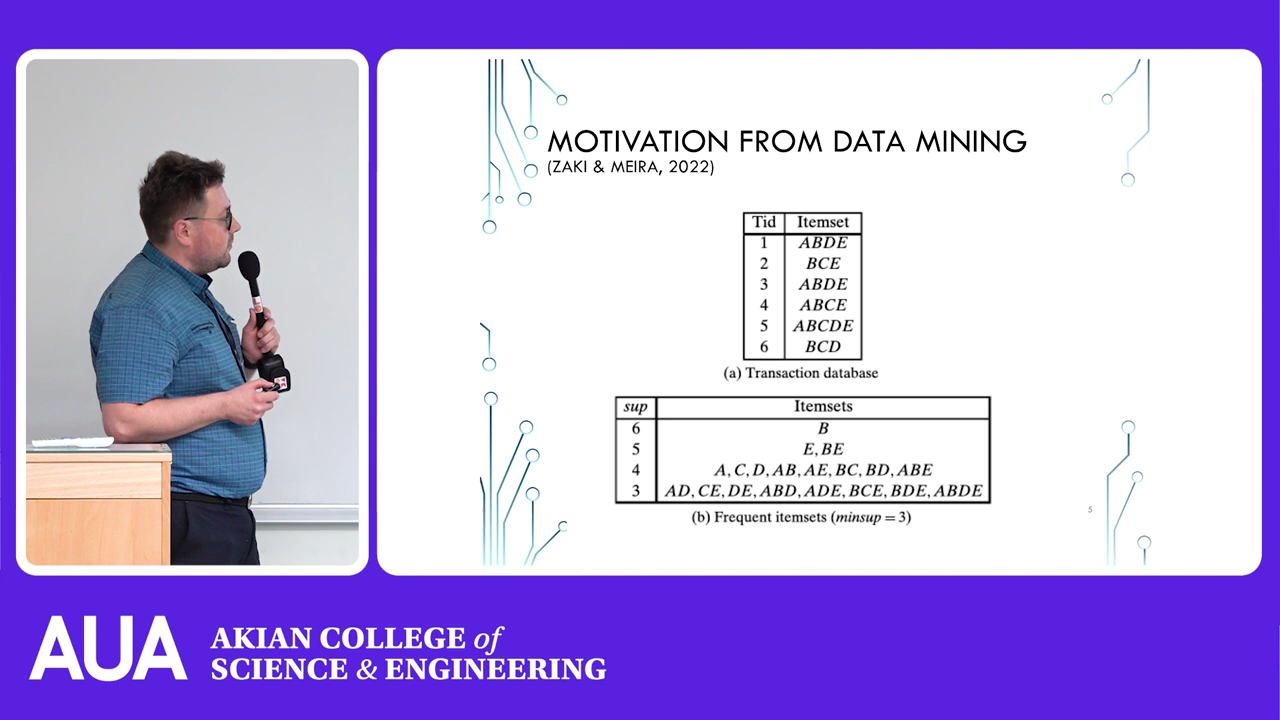 MOTIVATION FROM DATA MINING
(ZAKI & MEIRA, 2022)
Tid Itemset
1 ABDE
2 BCE
3 ABDE
4 ABCE
5 ABCDE
6 BCD
(a) Transaction database
sup Itemsets
6 B
5 E, BE
4 A, C, D, AB, AE, BC, BD, ABE
3 AD, CE, DE, ABD, ADE, BCE, BDE, ABDE
(b) Frequent itemsets (minsup = 3)
5
AUA
AKIAN COLLEGE of
SCIENCE & ENGINEERING